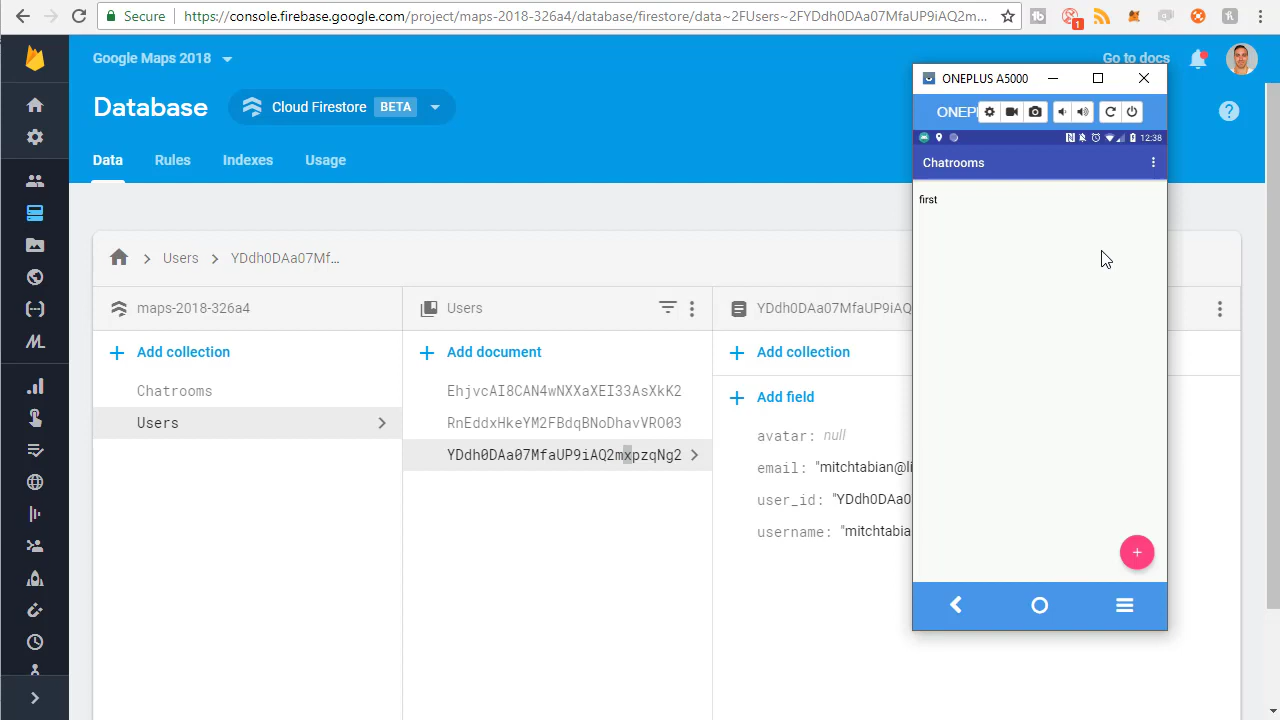 Secure
https://console.firebase.google.com/project/maps-2018-326a4/database/firestore/data~2FUsers~2FYDdh0DAa07MfaUP9iAQ2m...
1
Google Maps 2018
Go to docs
Database
Cloud Firestore BETA
Data
Rules
Indexes
Usage
Users
YDdh0DAa07Mf...
maps-2018-326a4
Users
YDdh0DAa07MfaUP9iAQ
Add collection
Add document
Add collection
Chatrooms
EhjvcAI8CAN4wNXXaXEI33AsXkK2
Add field
Users
RnEddxHkeYM2FBdqBNoDhavVRO03
YDdh0DAa07MfaUP9iAQ2mxpzqNg2
avatar: null
email: "mitchtabian@li
user_id: "YDdh0DAa0
username: "mitchtabian
ONEPLUS A5000
ONEP
12:38
Chatrooms
first